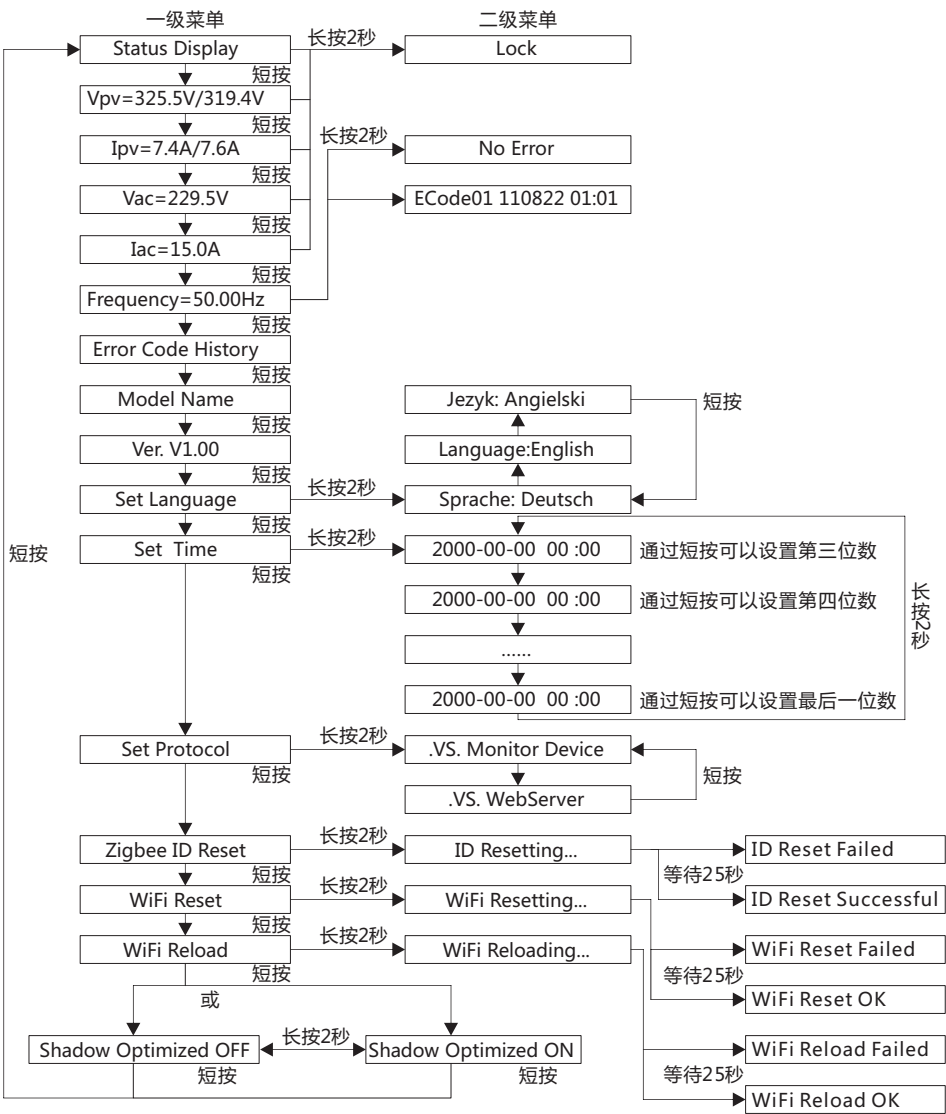 一级菜单 二级菜单
Status Display 长按2秒 Lock
短按
Vpv=325.5V/319.4V
短按
Ipv=7.4A/7.6A 长按2秒 No Error
短按
Vac=229.5V ECode01 110822 01:01
短按
Iac=15.0A
短按
Frequency=50.00Hz
短按
Error Code History
短按
Model Name Jezyk: Angielski 短按
短按
Ver. V1.00 Language:English
短按
Set Language 长按2秒 Sprache: Deutsch
短按
Set Time 长按2秒 2000-00-00 00 :00 通过短按可以设置第三位数
短按 短按
2000-00-00 00 :00 通过短按可以设置第四位数
长按2秒
......
2000-00-00 00 :00 通过短按可以设置最后一位数
Set Protocol 长按2秒 .VS. Monitor Device
短按 短按
.VS. WebServer
Zigbee ID Reset 长按2秒 ID Resetting... ID Reset Failed
短按 等待25秒
WiFi Reset 长按2秒 WiFi Resetting... ID Reset Successful
短按
WiFi Reload 长按2秒 WiFi Reloading... WiFi Reset Failed
短按 等待25秒
或 WiFi Reset OK
Shadow Optimized OFF 长按2秒 Shadow Optimized ON WiFi Reload Failed
短按 短按 等待25秒
WiFi Reload OK